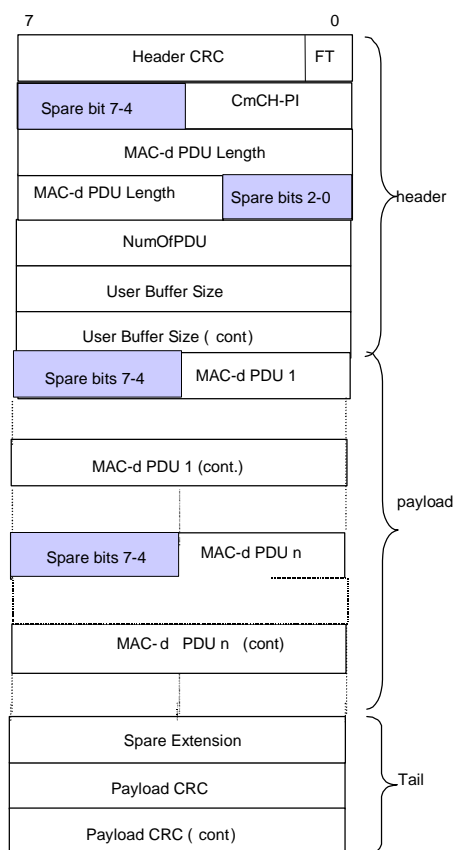 7 0
Header CRC FT
Spare bit 7-4 CmCH-PI
MAC-d PDU Length
MAC-d PDU Length Spare bits 2-0
header
NumOfPDU
User Buffer Size
User Buffer Size ( cont)
Spare bits 7-4 MAC-d PDU 1
MAC-d PDU 1 (cont.)
payload
Spare bits 7-4 MAC-d PDU n
MAC-d PDU n (cont)
Spare Extension
Tail
Payload CRC
Payload CRC ( cont)